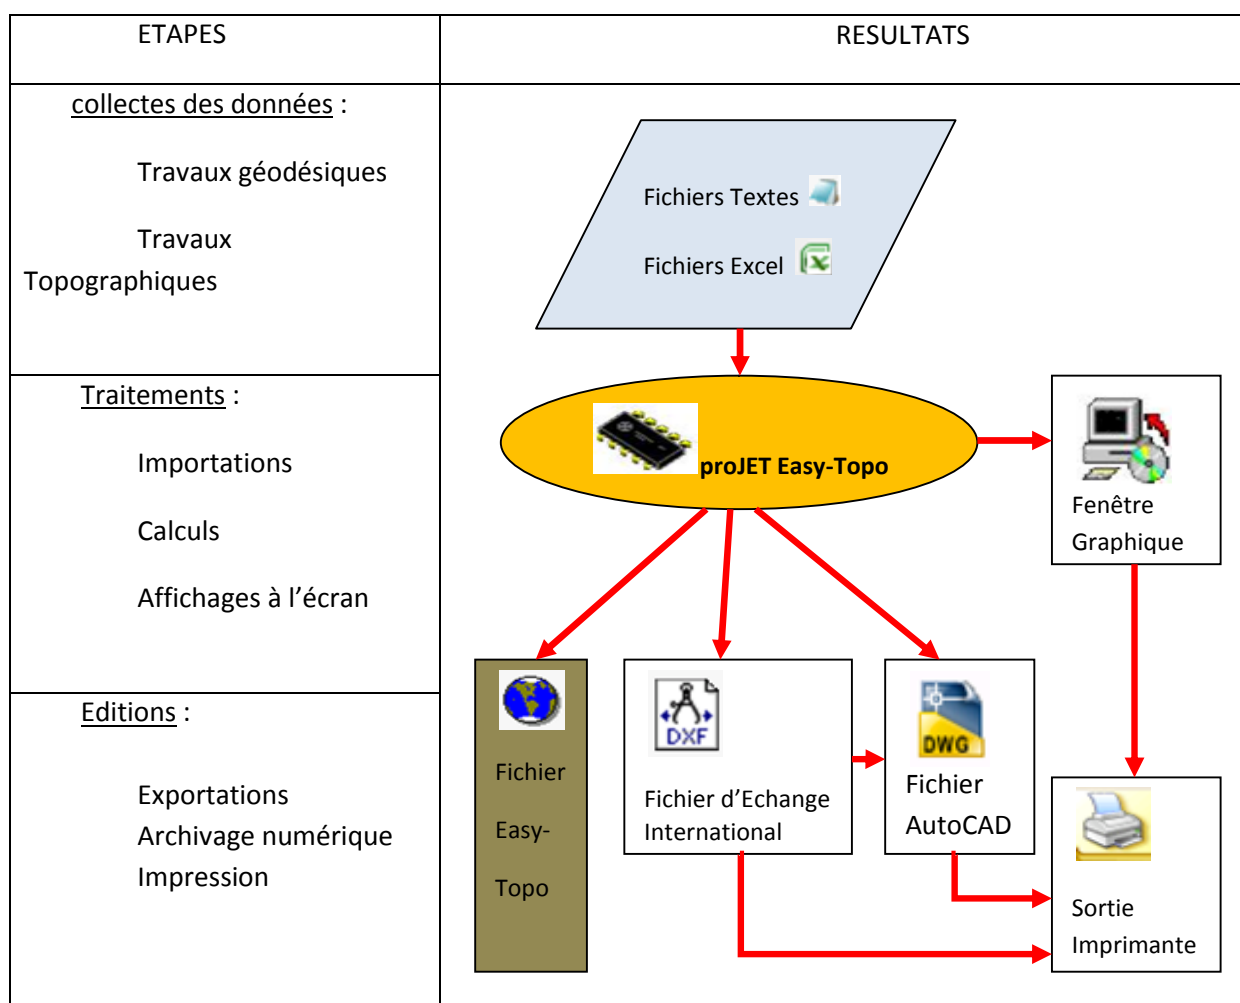 ETAPES
RESULTATS
collectes des données :
Travaux géodésiques
Travaux
Topographiques
Fichiers Textes
Fichiers Excel
Traitements :
Importations
Calculs
Affichages à l'écran
proJET Easy-Topo
Fenêtre
Graphique
Editions :
Exportations
Archivage numérique
Impression
Fichier
Easy-
Topo
DXF
Fichier d'Echange
International
DWG
Fichier
AutoCAD
Sortie
Imprimante